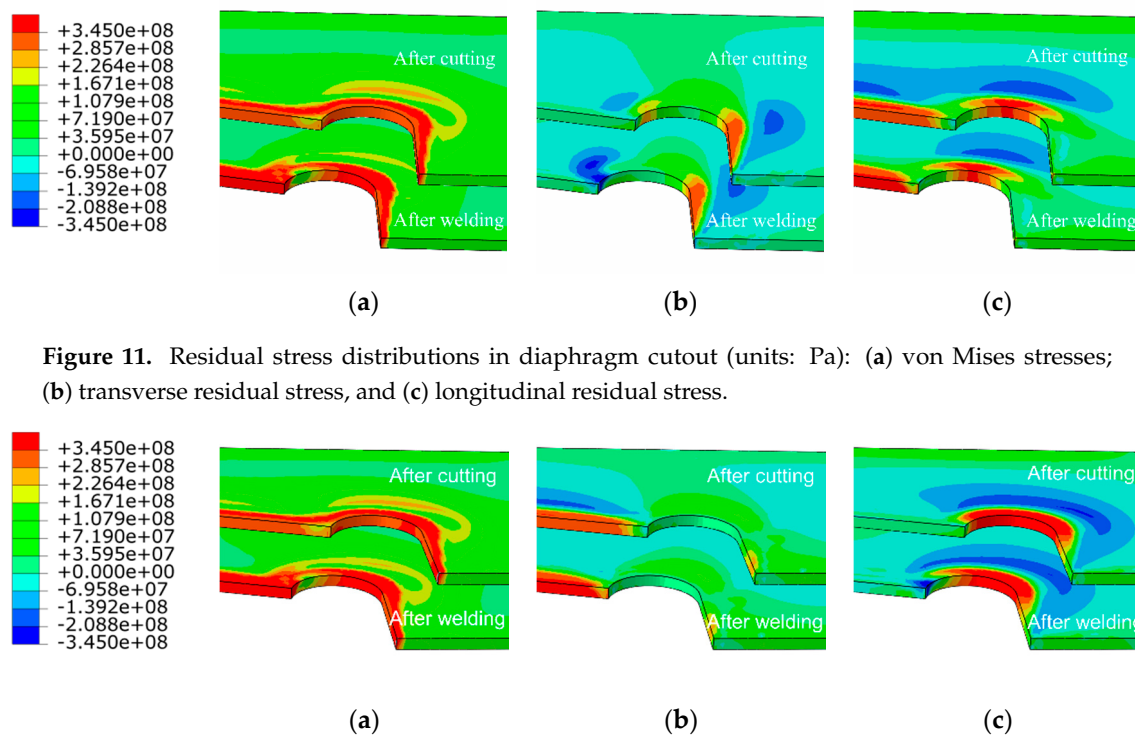 +3.450e+08
+2.857e+08
+2.264e+08
+1.671e+08
+1.079e+08
+7.190e+07
+3.595e+07
+0.000e+00
-6.958e+07
-1.392e+08
-2.088e+08
-3.450e+08
After cutting
After welding
After cutting
After welding
After cutting
After welding
(a)
(b)
(c)
Figure 11. Residual stress distributions in diaphragm cutout (units: Pa): (a) von Mises stresses;
(b) transverse residual stress, and (c) longitudinal residual stress.
+3.450e+08
+2.857e+08
+2.264e+08
+1.671e+08
+1.079e+08
+7.190e+07
+3.595e+07
+0.000e+00
-6.958e+07
-1.392e+08
-2.088e+08
-3.450e+08
After cutting
After welding
After cutting
After welding
After cutting
After welding
(a)
(b)
(c)